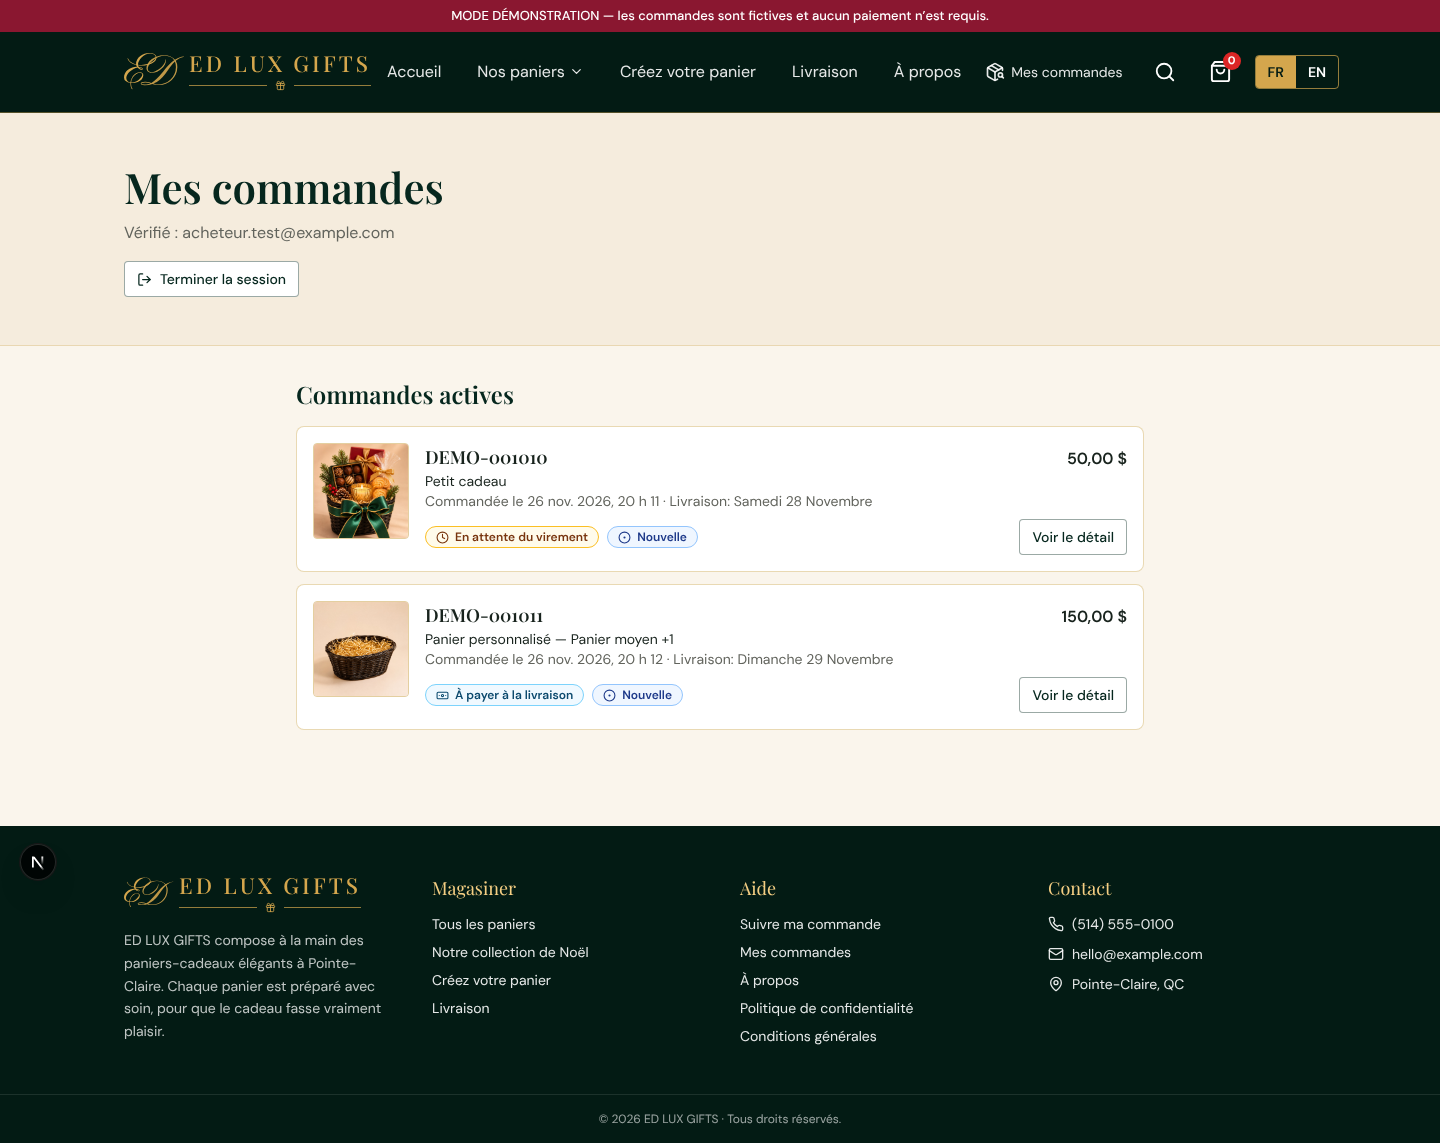 MODE DÉMONSTRATION — les commandes sont fictives et aucun paiement n’est requis.
ED LUX GIFTS
Accueil
Nos paniers
Créez votre panier
Livraison
À propos
Mes commandes
0
FR
EN
Mes commandes
Vérifié : acheteur.test@example.com
Terminer la session
Commandes actives
DEMO-001010
50,00 $
Petit cadeau
Commandée le 26 nov. 2026, 20 h 11 · Livraison: Samedi 28 Novembre
En attente du virement
Nouvelle
Voir le détail
DEMO-001011
150,00 $
Panier personnalisé — Panier moyen +1
Commandée le 26 nov. 2026, 20 h 12 · Livraison: Dimanche 29 Novembre
À payer à la livraison
Nouvelle
Voir le détail
N
ED ED LUX GIFTS
ED LUX GIFTS compose à la main des
paniers-cadeaux élégants à Pointe-
Claire. Chaque panier est préparé avec
soin, pour que le cadeau fasse vraiment
plaisir.
Magasiner
Tous les paniers
Notre collection de Noël
Créez votre panier
Livraison
Aide
Suivre ma commande
Mes commandes
À propos
Politique de confidentialité
Conditions générales
Contact
(514) 555-0100
hello@example.com
Pointe-Claire, QC
© 2026 ED LUX GIFTS · Tous droits réservés.